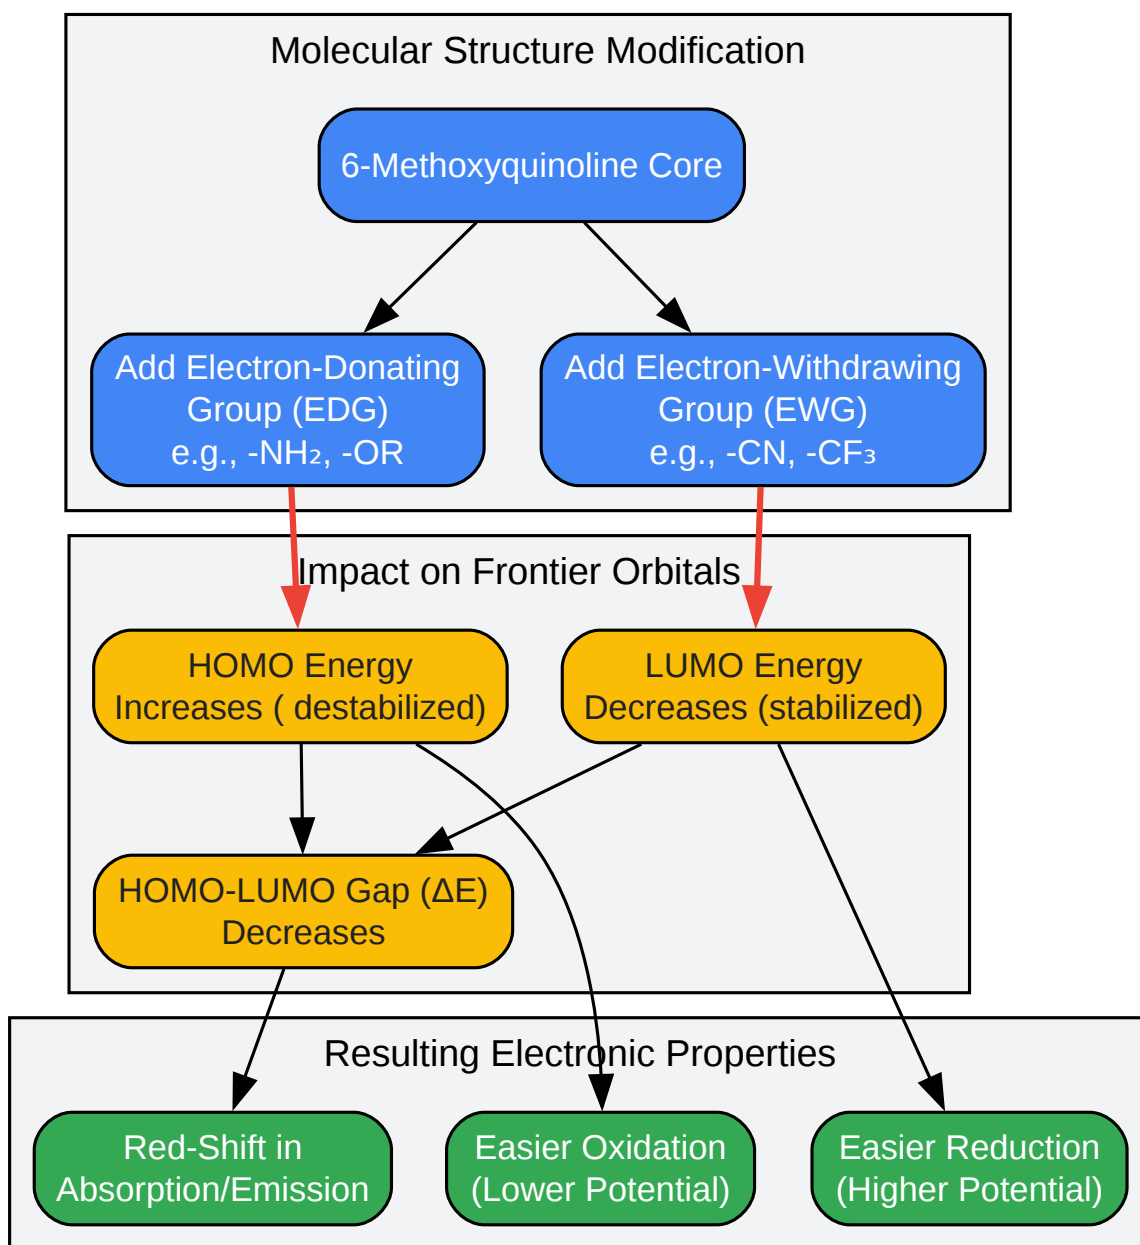 Molecular Structure Modification
6-Methoxyquinoline Core
Add Electron-Donating
Group (EDG)
e.g., -NH₂, -OR
Add Electron-Withdrawing
Group (EWG)
e.g., -CN, -CF₃
Impact on Frontier Orbitals
HOMO Energy
Increases ( destabilized)
LUMO Energy
Decreases (stabilized)
HOMO-LUMO Gap (ΔE)
Decreases
Resulting Electronic Properties
Red-Shift in
Absorption/Emission
Easier Oxidation
(Lower Potential)
Easier Reduction
(Higher Potential)